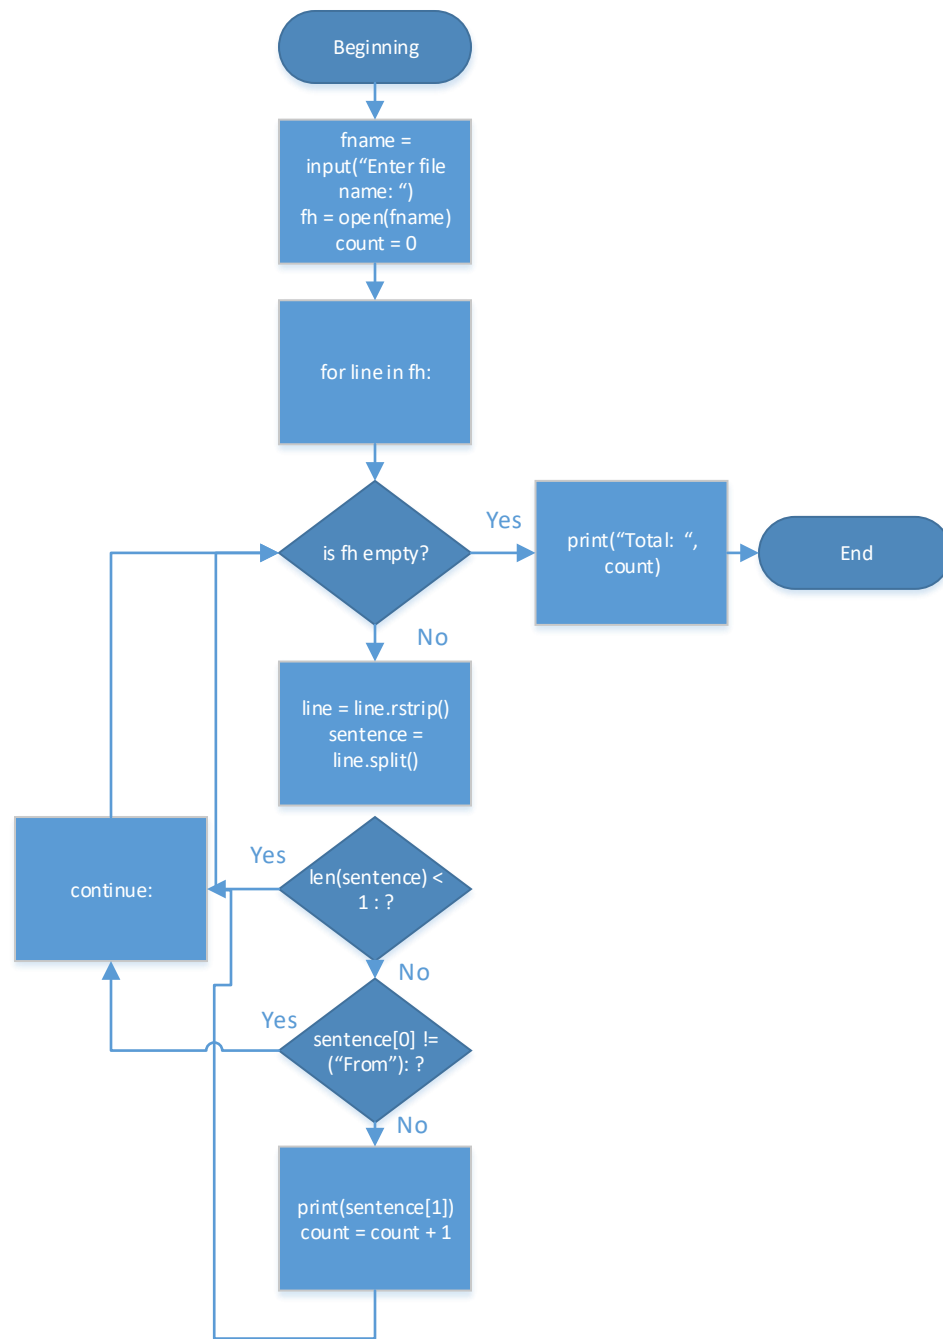 Beginning
fname =
input(“Enter file
name: “)
fh = open(fname)
count = 0
for line in fh:
is fh empty?
Yes
print(“Total:  “,
count)
End
No
line = line.rstrip()
sentence =
line.split()
Yes
len(sentence) <
1 : ?
continue:
No
Yes
sentence[0] !=
(“From”): ?
No
print(sentence[1])
count = count + 1